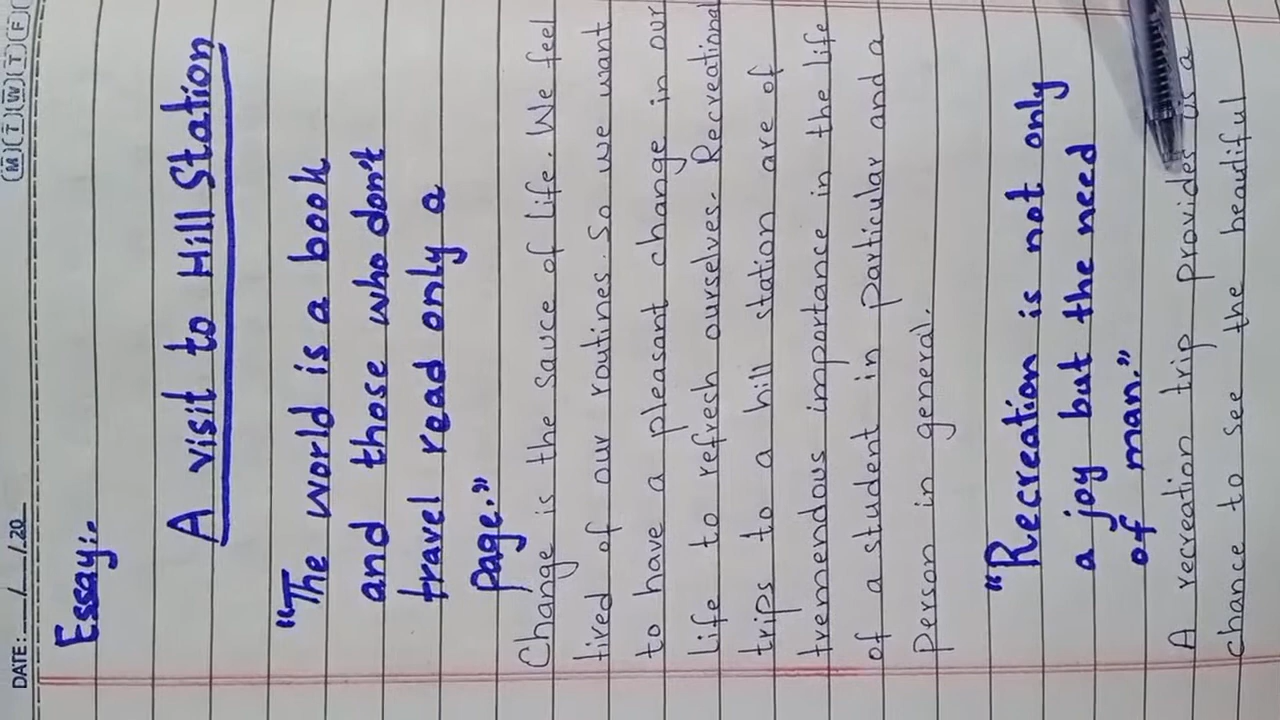 DATE: __/__/.20__
M T W T F
Essay:-
A visit to Hill Station
"The world is a book
and those who don't
travel read only a
page."
Change is the sauce of life. We feel
tired of our routines. So we want
to have a pleasant change in our
life to refresh ourselves. Recreational
trips to a hill station are of
tremendous importance in the life
of a student in particular and a
person in general.
"Recreation is not only
a joy but the need
of man."
A recreation trip provides us a
chance to see the beautiful